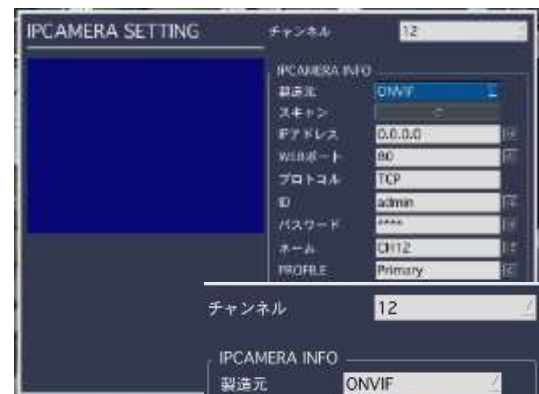 IPCAMERA SETTING
チャンネル 12
IPCAMERA INFO
製造元 ONVIF
スキャン
IPアドレス 0.0.0.0
WEBポート 80
プロトコル TCP
ID admin
パスワード ****
ネーム CH12
PROFILE Primary
チャンネル 12
IPCAMERA INFO
製造元 ONVIF